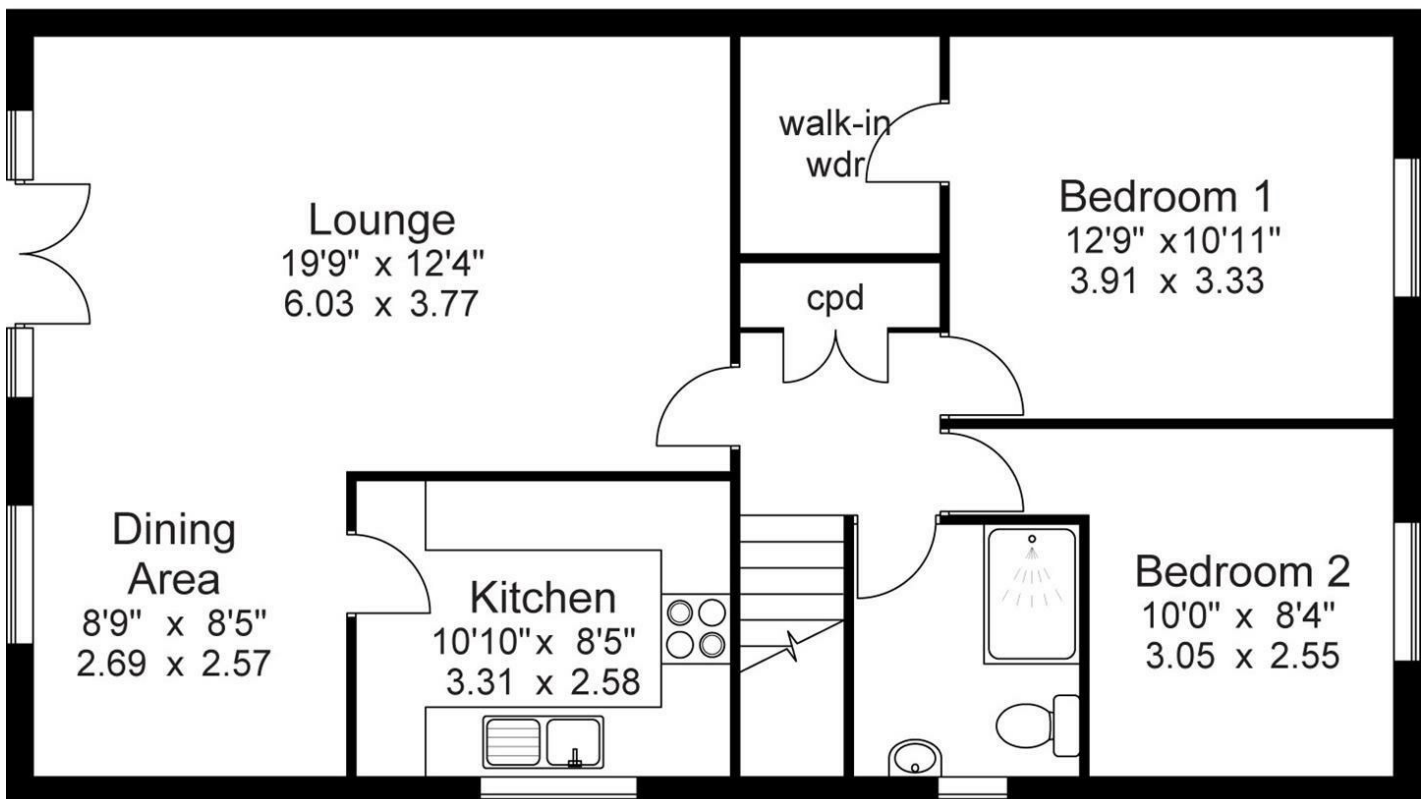 Lounge
19'9" x 12'4"
6.03 x 3.77
walk-in
wdr
cpd
Bedroom 1
12'9" x 10'11"
3.91 x 3.33
Dining
Area
8'9" x 8'5"
2.69 x 2.57
Kitchen
10'10" x 8'5"
3.31 x 2.58
Bedroom 2
10'0" x 8'4"
3.05 x 2.55